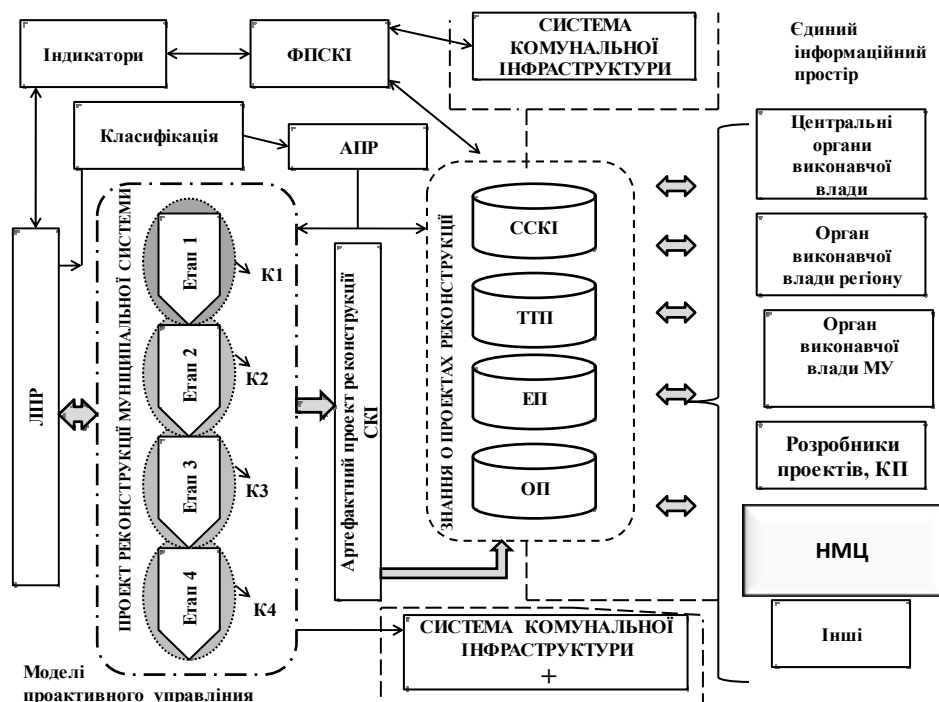 СИСТЕМА
КОМУНАЛЬНОЇ
ІНФРАСТРУКТУРИ
Єдиний
інформаційний
простір
Індикатори
ФПСКІ
Класифікація
АПР
Центральні
органи
виконавчої
влади
ЛПР
ПРОЕКТ РЕКОНСТРУКЦІЇ МУНЩИПАЛЬНОЇ СИСТЕМИ
Етап 1
К1
Етап 2
К2
Етап 3
К3
Етап 4
К4
Артефактний проект реконструкції
СКІ
ЗНАННЯ О ПРОЕКТАХ РЕКОНСТРУКЦІЇ
ССКІ
ТТП
ЕП
ОП
Орган
виконавчої
влади регіону
Орган
виконавчої
влади МУ
Розробники
проектів, КП
НМЦ
Інші
СИСТЕМА КОМУНАЛЬНОЇ
ІНФРАСТРУКТУРИ
+
Моделі
проактивного управління